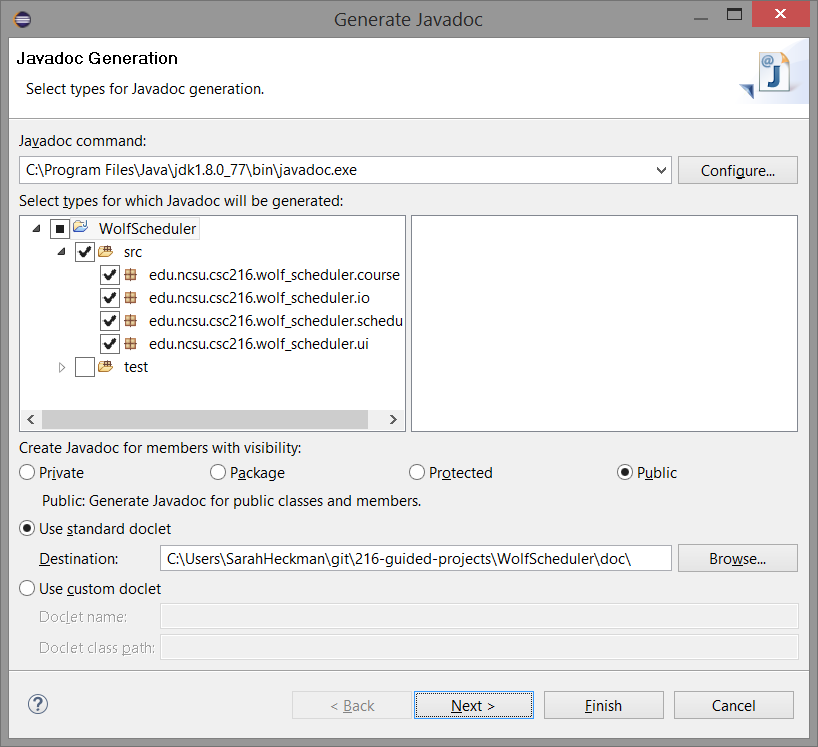 Generate Javadoc
Javadoc Generation
Select types for Javadoc generation.
Javadoc command:
C:\Program Files\Java\jdk1.8.0_77\bin\javadoc.exe
Configure...
Select types for which Javadoc will be generated:
WolfScheduler
src
edu.ncsu.csc216.wolf_scheduler.course
edu.ncsu.csc216.wolf_scheduler.io
edu.ncsu.csc216.wolf_scheduler.schedu
edu.ncsu.csc216.wolf_scheduler.ui
test
Create Javadoc for members with visibility:
Private Package Protected Public
Public: Generate Javadoc for public classes and members.
Use standard doclet
Destination: C:\Users\SarahHeckman\git\216-guided-projects\WolfScheduler\doc\ Browse...
Use custom doclet
Doclet name:
Doclet class path:
? < Back Next > Finish Cancel